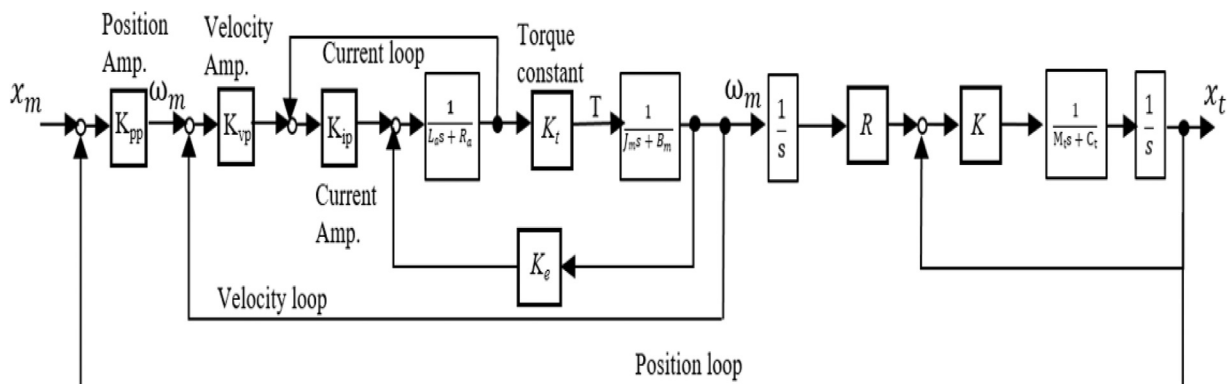 Position
Amp.
Velocity
Amp.
Current loop
Torque
constant
x_m
K_pp
ω_m
K_vp
K_ip
1
L_a s + R_a
K_t
T
1
J_m s + B_m
ω_m
1
s
R
K
1
M_t s + C_t
1
s
x_t
Current
Amp.
K_e
Velocity loop
Position loop